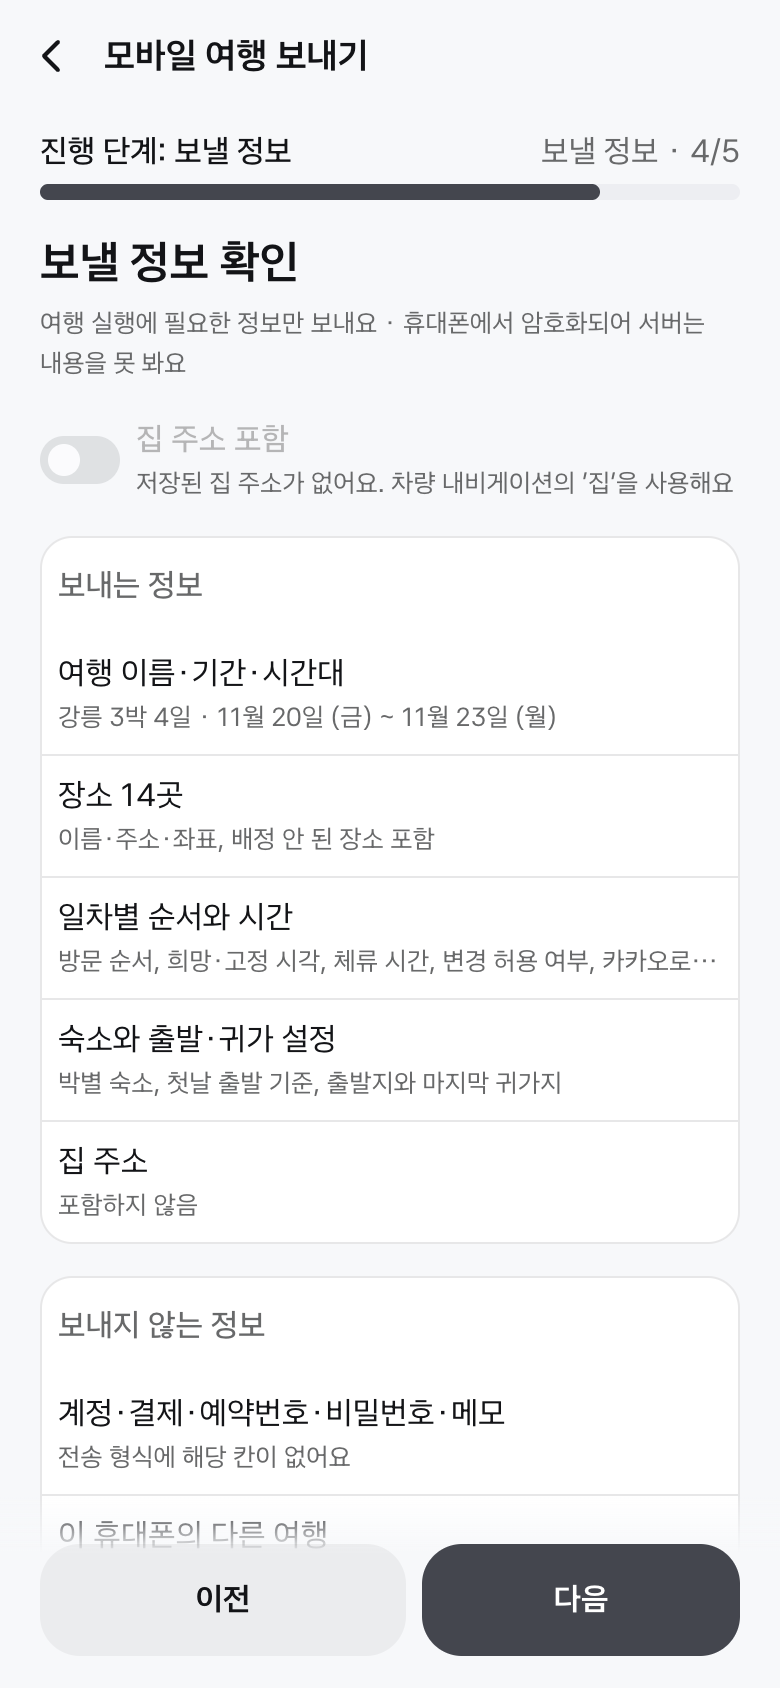 모바일 여행 보내기
진행 단계: 보낼 정보
보낼 정보 · 4/5
보낼 정보 확인
여행 실행에 필요한 정보만 보내요 · 휴대폰에서 암호화되어 서버는
내용을 못 봐요
집 주소 포함
저장된 집 주소가 없어요. 차량 내비게이션의 '집'을 사용해요
보내는 정보
여행 이름·기간·시간대
강릉 3박 4일 · 11월 20일 (금) ~ 11월 23일 (월)
장소 14곳
이름·주소·좌표, 배정 안 된 장소 포함
일차별 순서와 시간
방문 순서, 희망·고정 시각, 체류 시간, 변경 허용 여부, 카카오로…
숙소와 출발·귀가 설정
박별 숙소, 첫날 출발 기준, 출발지와 마지막 귀가지
집 주소
포함하지 않음
보내지 않는 정보
계정·결제·예약번호·비밀번호·메모
전송 형식에 해당 칸이 없어요
이 휴대폰의 다른 여행
이전
다음